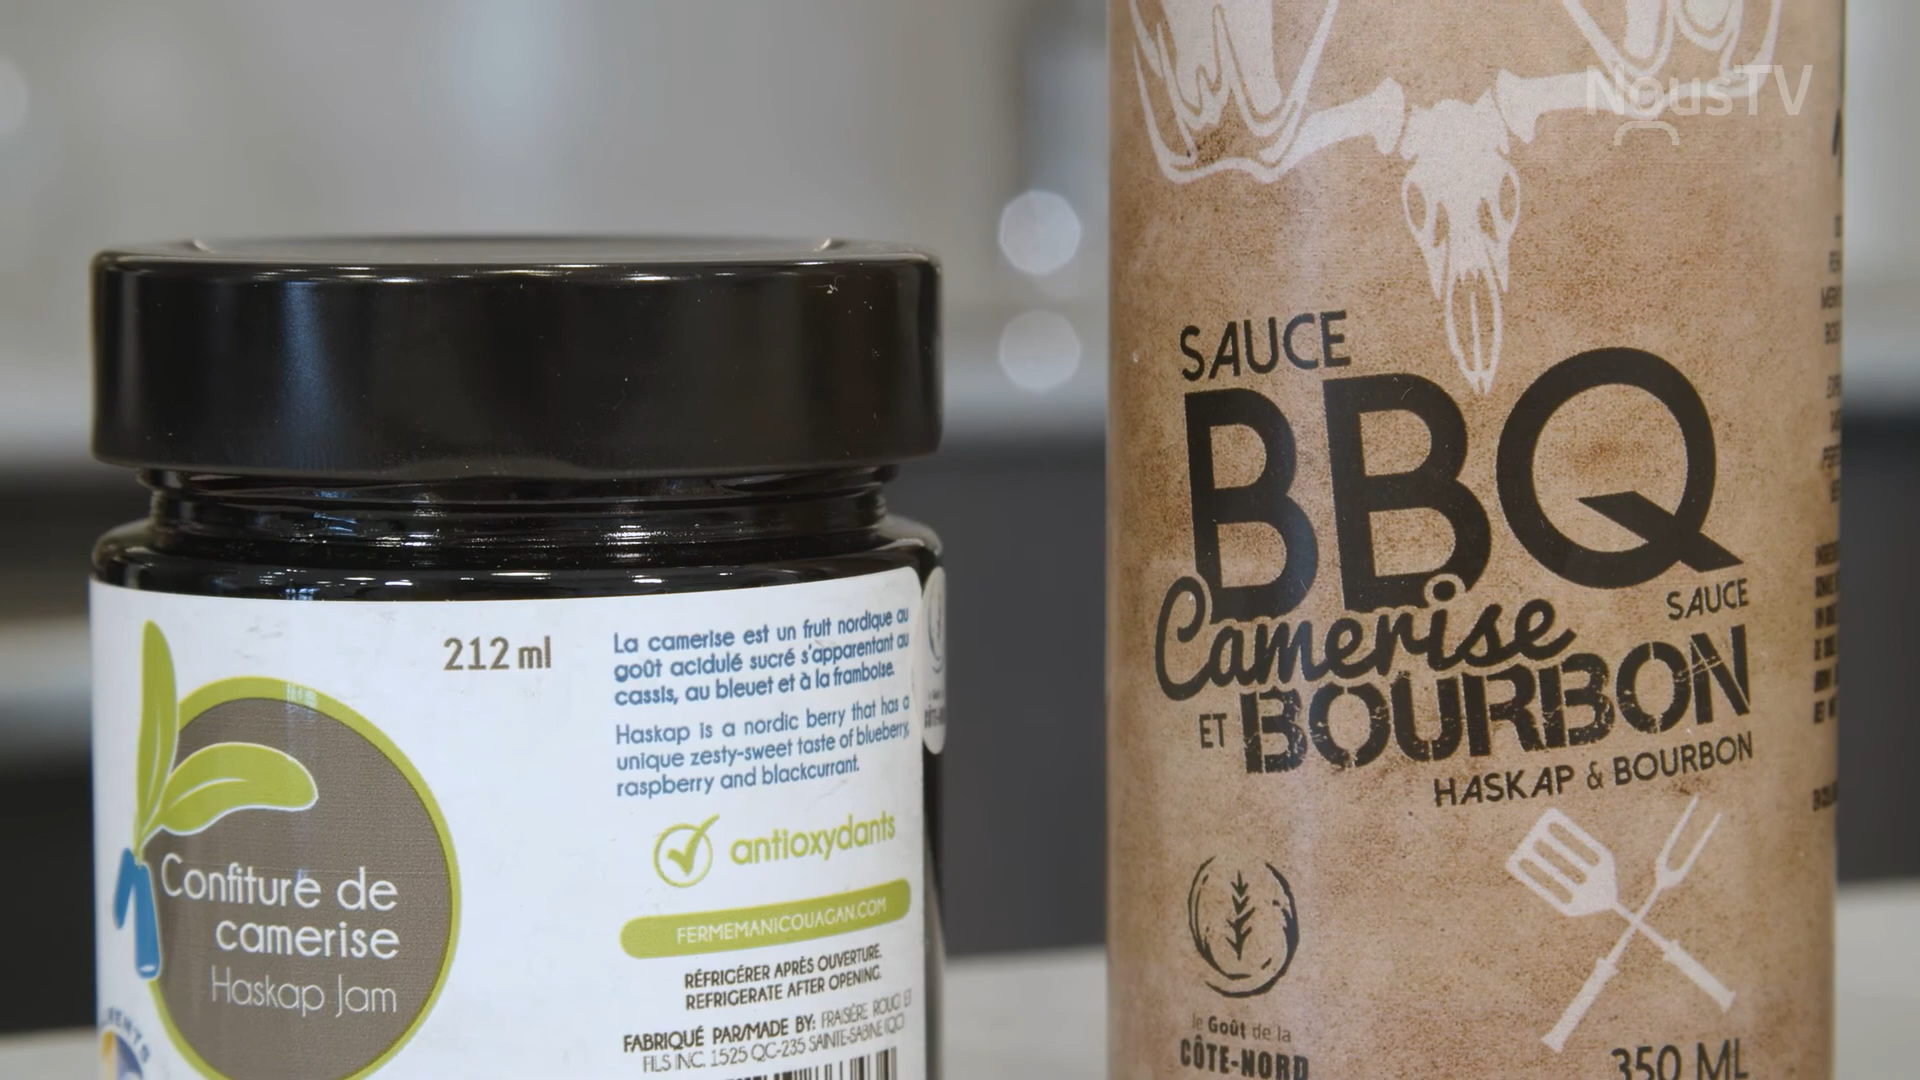 NousTV
212 ml
La camerise est un fruit nordique au
goût acidulé sucré s'apparentant au
cassis, au bleuet et à la framboise.
Haskap is a nordic berry that has a
unique zesty-sweet taste of blueberry,
raspberry and blackcurrant.
antioxydants
FERMEMANICOUAGAN.COM
RÉFRIGÉRER APRÈS OUVERTURE.
REFRIGERATE AFTER OPENING.
FABRIQUÉ PAR/MADE BY: FRAISIÈRE ROUCI ET
FILS INC. 1525 QC-235 SAINTE-SABINE (QC)
Confiture de
camerise
Haskap Jam
SAUCE
BBQ
SAUCE
Camerise
ET BOURBON
HASKAP & BOURBON
le Goût de la
CÔTE-NORD
350 ML